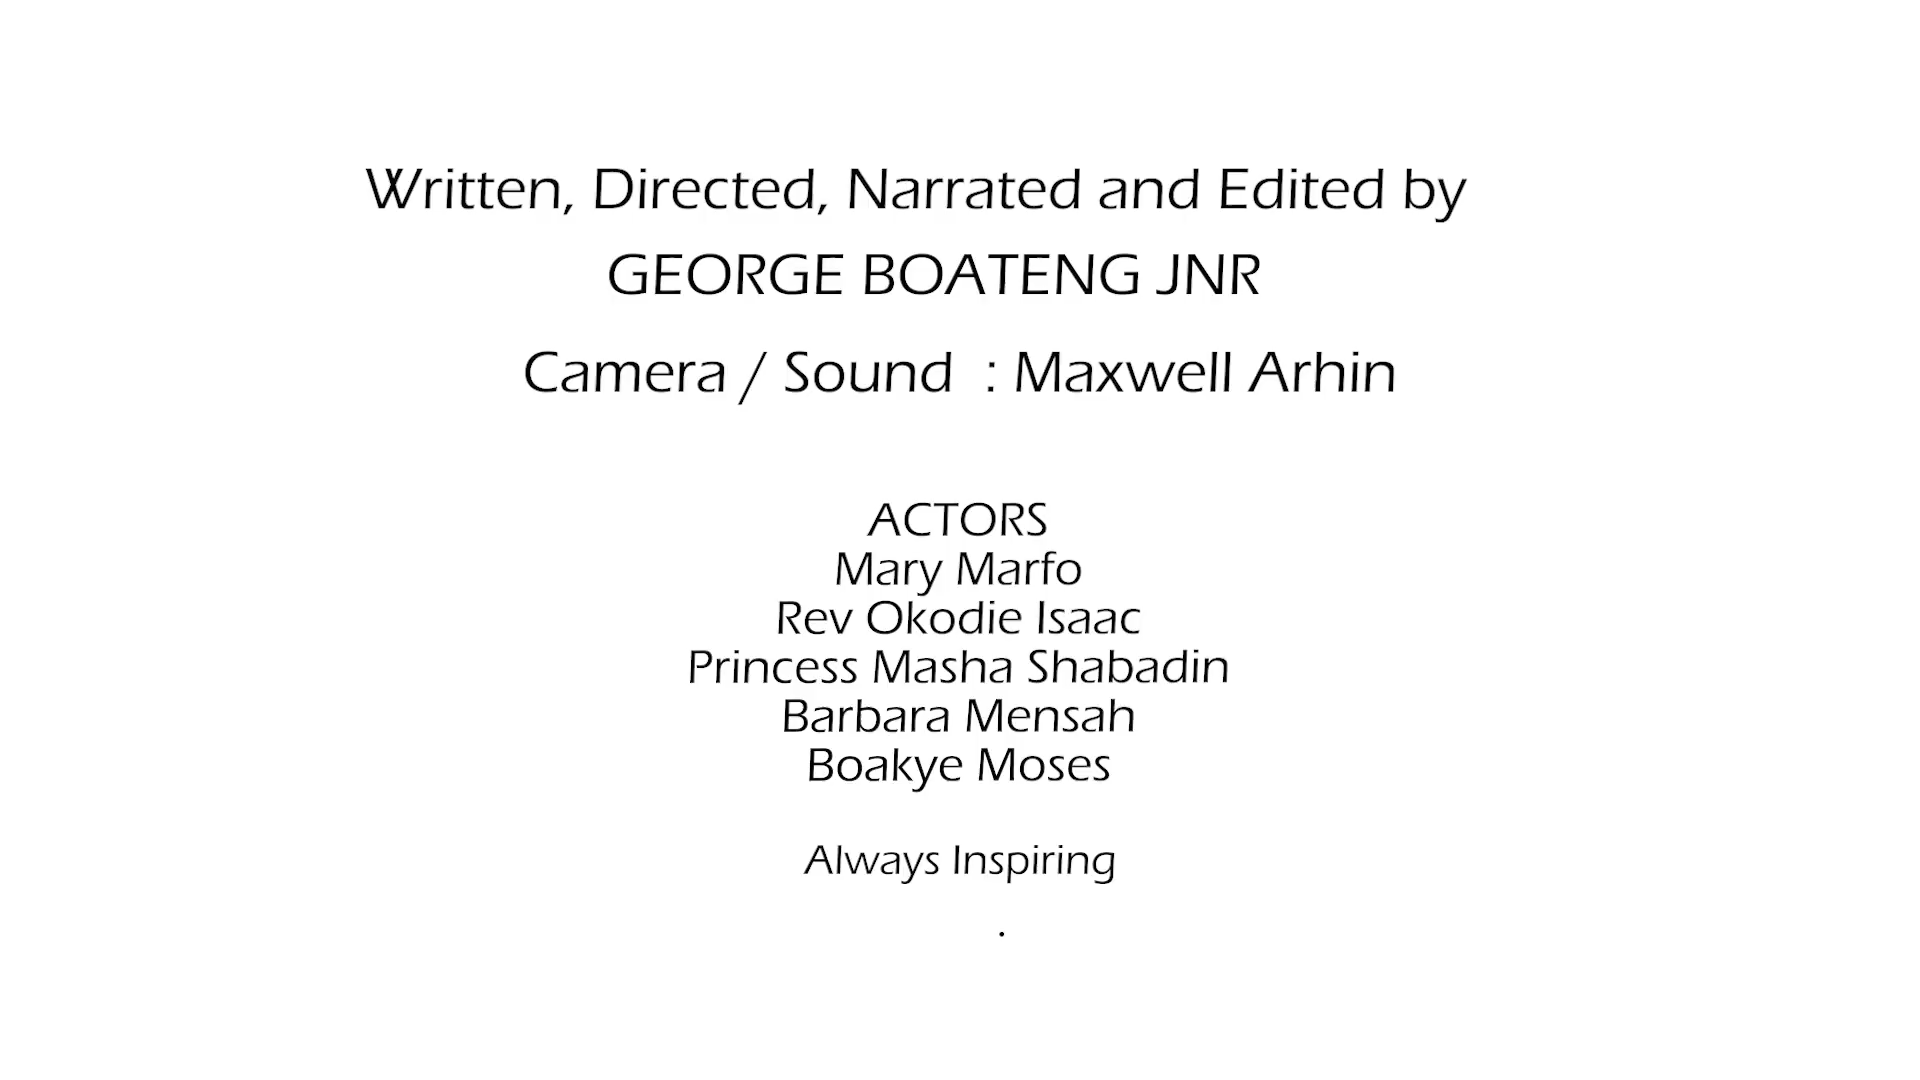 Written, Directed, Narrated and Edited by
GEORGE BOATENG JNR
Camera / Sound  : Maxwell Arhin
ACTORS
Mary Marfo
Rev Okodie Isaac
Princess Masha Shabadin
Barbara Mensah
Boakye Moses
Always Inspiring
.